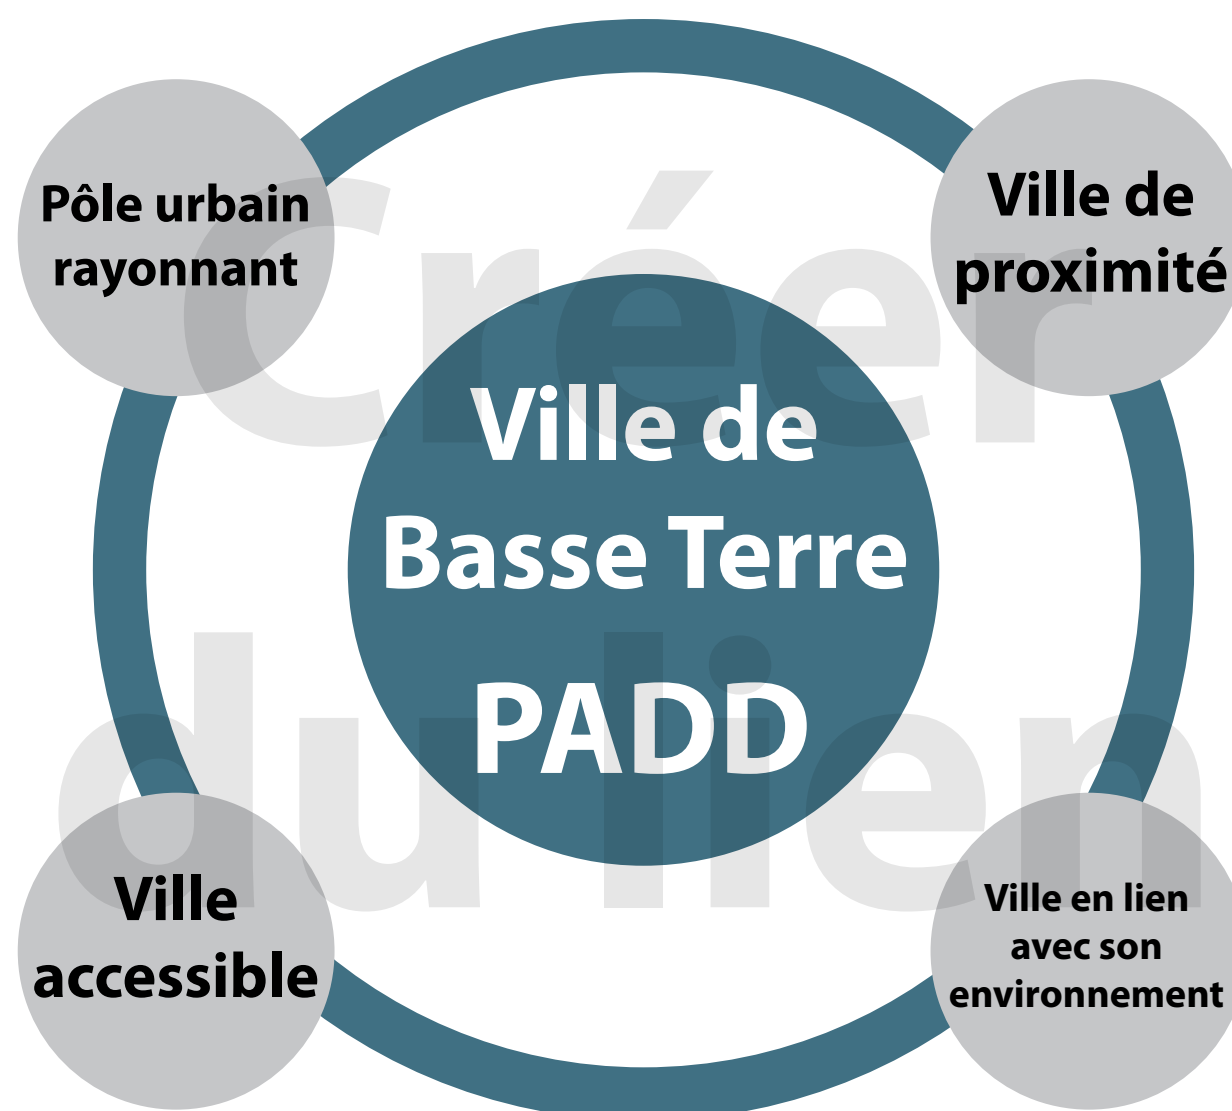 Pôle urbain
rayonnant
Ville de
proximité
Créer
Ville de
Basse Terre
PADD
du lien
Ville
accessible
Ville en lien
avec son
environnement